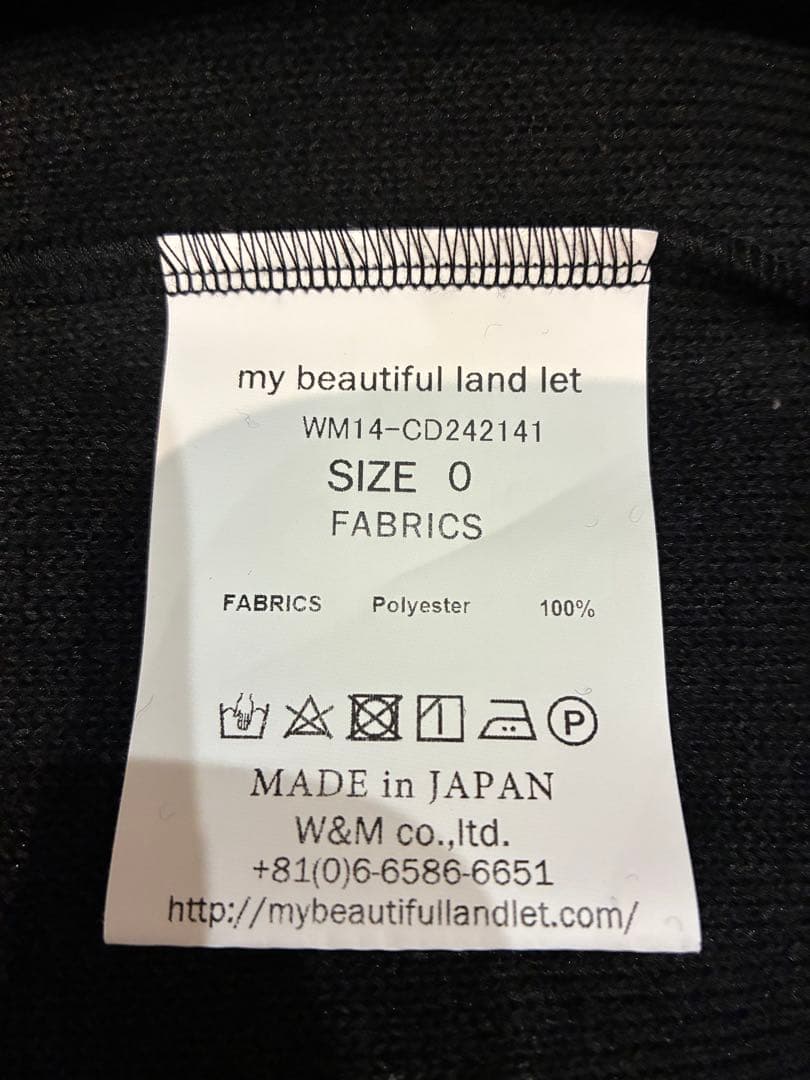 my beautiful land let
WM14-CD242141
SIZE 0
FABRICS
FABRICS Polyester 100%
P
MADE in JAPAN
W&M co.,ltd.
+81(0)6-6586-6651
http://mybeautifullandlet.com/